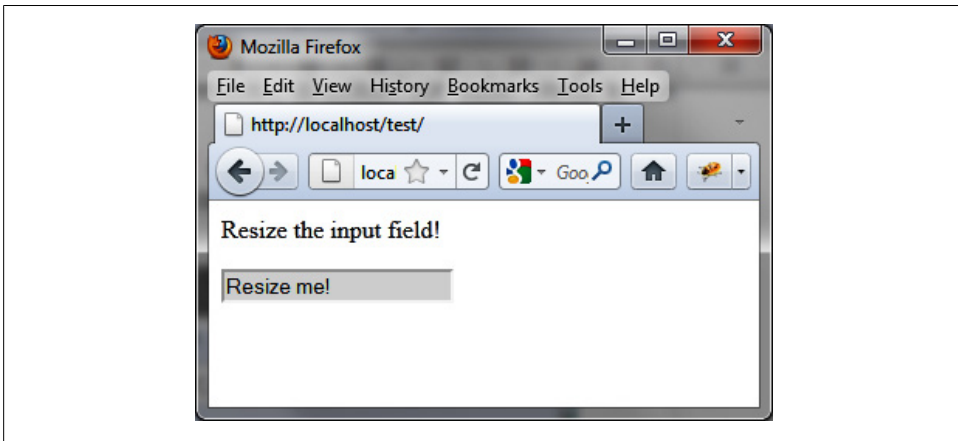 Mozilla Firefox
File Edit View History Bookmarks Tools Help
http://localhost/test/
loca Goo
Resize the input field!
Resize me!